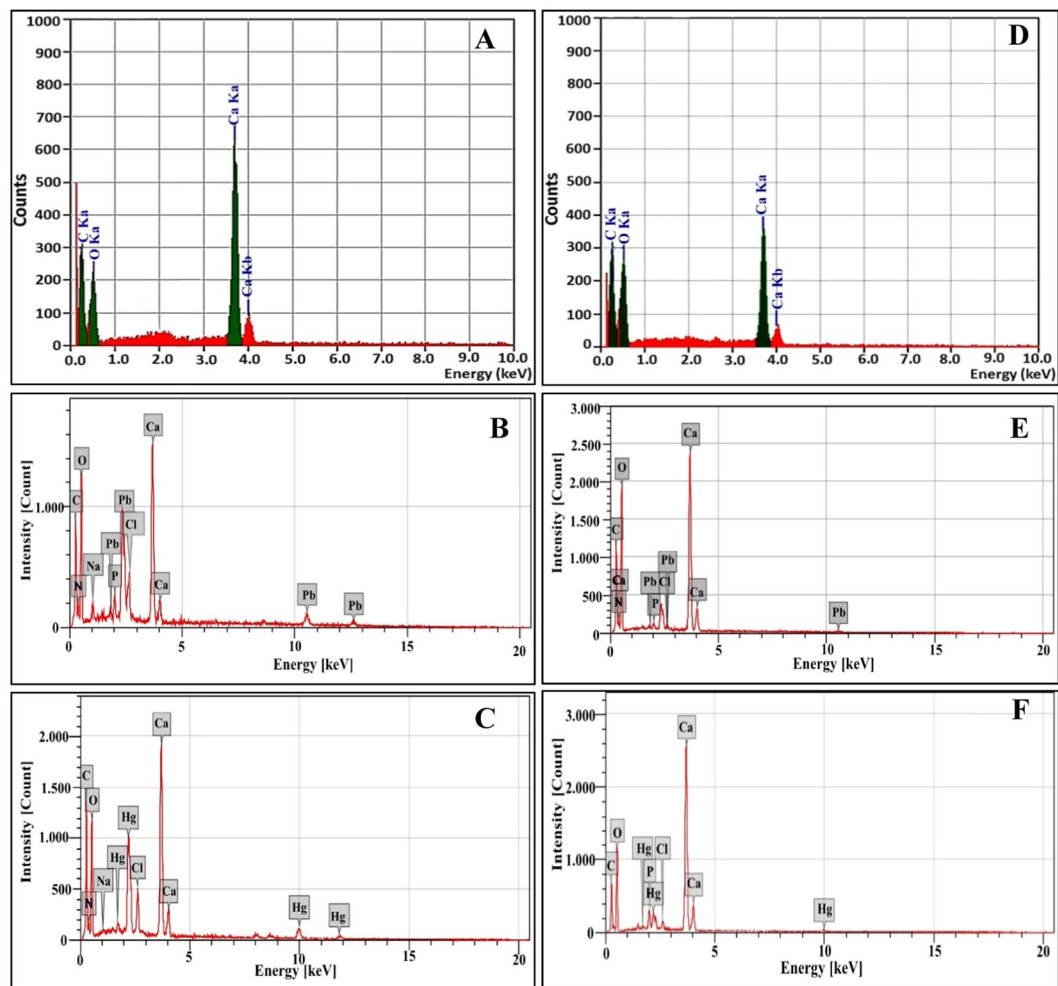 A
1000
900
800
700
600
500
400
300
200
100
0
Counts
C Ka
O Ka
Ca Ka
Ca Kb
0.0 1.0 2.0 3.0 4.0 5.0 6.0 7.0 8.0 9.0 10.0
Energy (keV)
D
1000
900
800
700
600
500
400
300
200
100
0
Counts
C Ka
O Ka
Ca Ka
Ca Kb
0.0 1.0 2.0 3.0 4.0 5.0 6.0 7.0 8.0 9.0 10.0
Energy (keV)
B
Intensity [Count]
1.000
0
C
N
O
Na
Pb
P
Pb
Cl
Ca
Ca
Pb
Pb
0 5 10 15 20
Energy [keV]
E
Intensity [Count]
3.000
2.500
2.000
1.500
1.000
500
0
C
Ca
N
O
Pb
P
Cl
Pb
Ca
Ca
Pb
0 5 10 15 20
Energy [keV]
C
Intensity [Count]
2.000
1.500
1.000
500
0
C
N
O
Na
Hg
Hg
Cl
Ca
Ca
Hg
Hg
0 5 10 15 20
Energy [keV]
F
Intensity [Count]
3.000
2.000
1.000
0
C
O
Hg
P
Hg
Cl
Ca
Ca
Hg
0 5 10 15 20
Energy [keV]